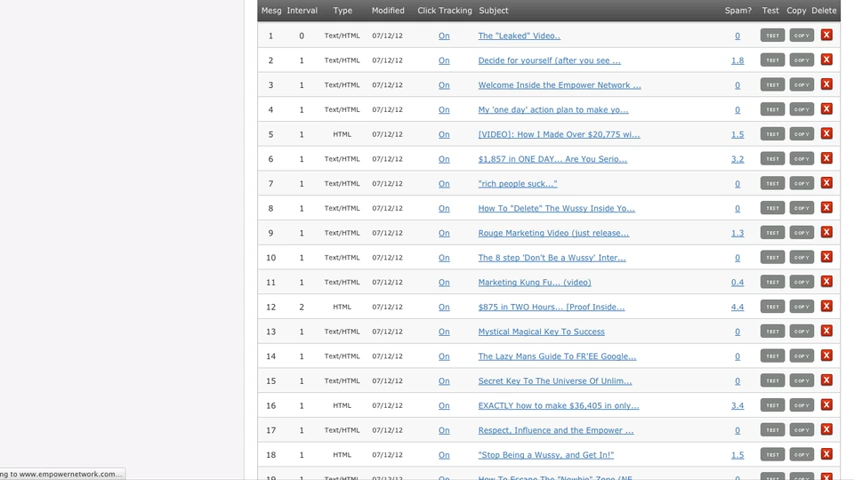 Mesg Interval Type Modified Click Tracking Subject Spam? Test Copy Delete
1 0 Text/HTML 07/12/12 On The "Leaked" Video.. 0 TEST COPY X
2 1 Text/HTML 07/12/12 On Decide for yourself (after you see ... 1.8 TEST COPY X
3 1 Text/HTML 07/12/12 On Welcome Inside the Empower Network ... 0 TEST COPY X
4 1 Text/HTML 07/12/12 On My 'one day' action plan to make yo... 0 TEST COPY X
5 1 HTML 07/12/12 On [VIDEO]: How I Made Over $20,775 wi... 1.5 TEST COPY X
6 1 Text/HTML 07/12/12 On $1,857 in ONE DAY... Are You Serio... 3.2 TEST COPY X
7 1 Text/HTML 07/12/12 On "rich people suck..." 0 TEST COPY X
8 1 Text/HTML 07/12/12 On How To "Delete" The Wussy Inside Yo... 0 TEST COPY X
9 1 Text/HTML 07/12/12 On Rouge Marketing Video (just release... 1.3 TEST COPY X
10 1 Text/HTML 07/12/12 On The 8 step 'Don't Be a Wussy' Inter... 0 TEST COPY X
11 1 Text/HTML 07/12/12 On Marketing Kung Fu... (video) 0.4 TEST COPY X
12 2 HTML 07/12/12 On $875 in TWO Hours... [Proof Inside... 4.4 TEST COPY X
13 1 Text/HTML 07/12/12 On Mystical Magical Key To Success 0 TEST COPY X
14 1 Text/HTML 07/12/12 On The Lazy Mans Guide To FR'EE Google... 0 TEST COPY X
15 1 Text/HTML 07/12/12 On Secret Key To The Universe Of Unlim... 0 TEST COPY X
16 1 HTML 07/12/12 On EXACTLY how to make $36,405 in only... 3.4 TEST COPY X
17 1 Text/HTML 07/12/12 On Respect, Influence and the Empower ... 0 TEST COPY X
18 1 HTML 07/12/12 On "Stop Being a Wussy, and Get In!" 1.5 TEST COPY X
19 1 Text/HTML 07/12/12 On How To Escape The "Newbie" Zone (NE
ng to www.empowernetwork.com...